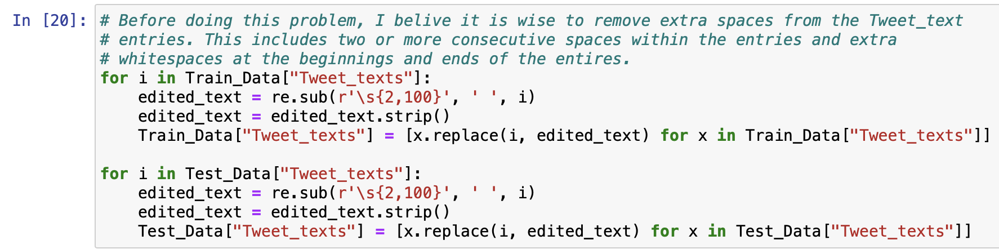 In [20]: # Before doing this problem, I belive it is wise to remove extra spaces from the Tweet_text
# entries. This includes two or more consecutive spaces within the entries and extra
# whitespaces at the beginnings and ends of the entires.
for i in Train_Data["Tweet_texts"]:
    edited_text = re.sub(r'\s{2,100}', ' ', i)
    edited_text = edited_text.strip()
    Train_Data["Tweet_texts"] = [x.replace(i, edited_text) for x in Train_Data["Tweet_texts"]]

for i in Test_Data["Tweet_texts"]:
    edited_text = re.sub(r'\s{2,100}', ' ', i)
    edited_text = edited_text.strip()
    Test_Data["Tweet_texts"] = [x.replace(i, edited_text) for x in Test_Data["Tweet_texts"]]